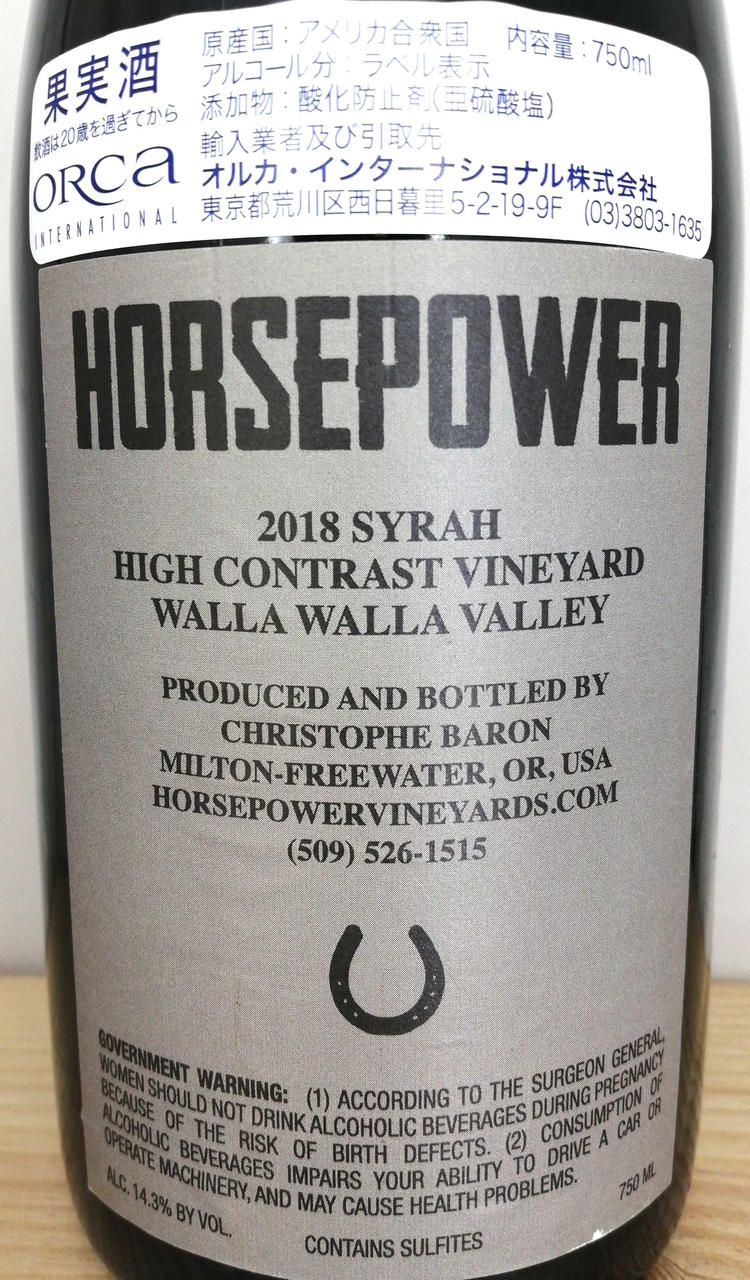 果実酒
飲酒は20歳を過ぎてから
ORCA
INTERNATIONAL
原産国：アメリカ合衆国 内容量：750ml
アルコール分：ラベル表示
添加物：酸化防止剤(亜硫酸塩)
輸入業者及び引取先
オルカ・インターナショナル株式会社
東京都荒川区西日暮里5-2-19-9F (03)3803-1635
HORSEPOWER
2018 SYRAH
HIGH CONTRAST VINEYARD
WALLA WALLA VALLEY
PRODUCED AND BOTTLED BY
CHRISTOPHE BARON
MILTON-FREEWATER, OR, USA
HORSEPOWERVINEYARDS.COM
(509) 526-1515
GOVERNMENT WARNING: (1) ACCORDING TO THE SURGEON GENERAL,
WOMEN SHOULD NOT DRINK ALCOHOLIC BEVERAGES DURING PREGNANCY
BECAUSE OF THE RISK OF BIRTH DEFECTS. (2) CONSUMPTION OF
ALCOHOLIC BEVERAGES IMPAIRS YOUR ABILITY TO DRIVE A CAR OR
OPERATE MACHINERY, AND MAY CAUSE HEALTH PROBLEMS.
ALC. 14.3% BY VOL. 750 ML
CONTAINS SULFITES